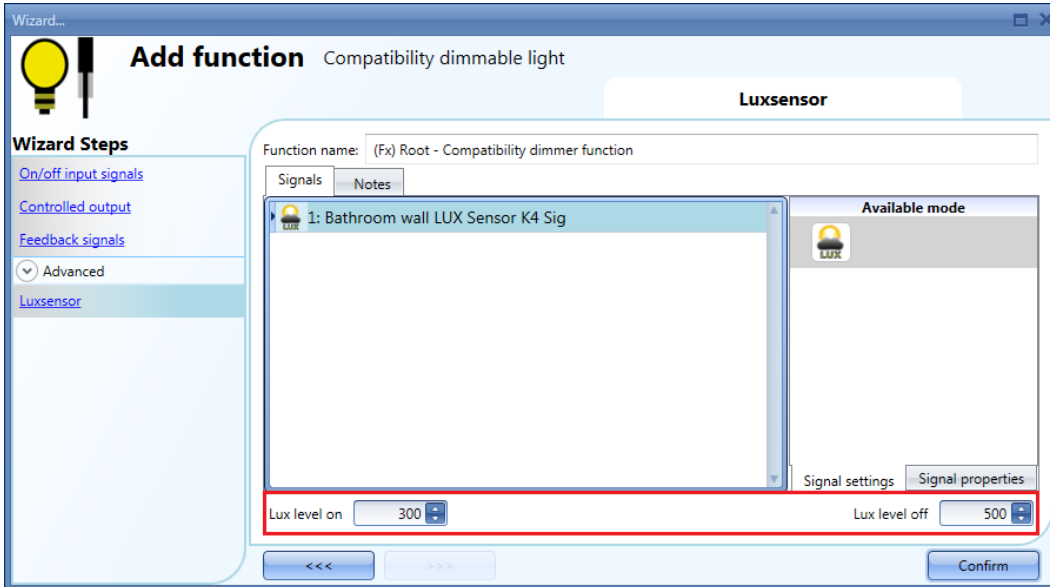 Wizard...
Add function Compatibility dimmable light
Luxsensor
Wizard Steps
On/off input signals
Controlled output
Feedback signals
Advanced
Luxsensor
Function name: (Fx) Root - Compatibility dimmer function
Signals Notes
LUX 1: Bathroom wall LUX Sensor K4 Sig
Available mode
LUX
Signal settings Signal properties
Lux level on 300 Lux level off 500
<<< >>> Confirm